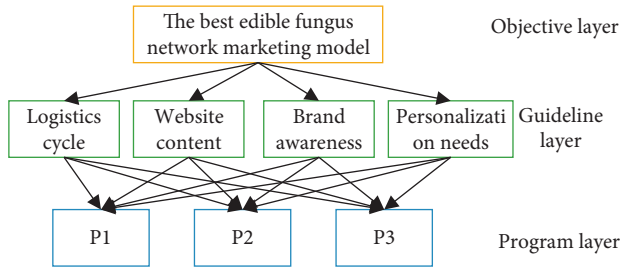 The best edible fungus
network marketing model
Objective layer
Logistics
cycle
Website
content
Brand
awareness
Personalizati
on needs
Guideline
layer
P1
P2
P3
Program layer